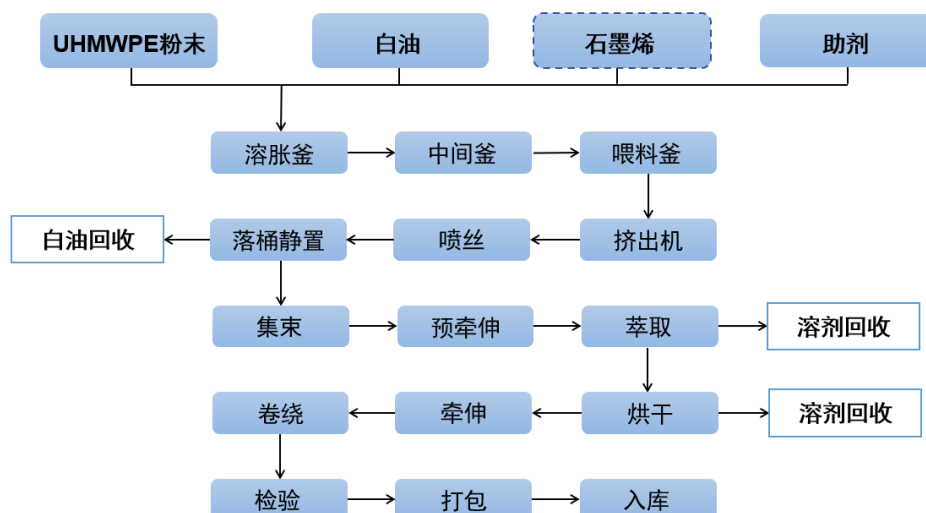 UHMWPE粉末
白油
石墨烯
助剂
溶胀釜
中间釜
喂料釜
白油回收
落桶静置
喷丝
挤出机
集束
预牵伸
萃取
溶剂回收
卷绕
牵伸
烘干
溶剂回收
检验
打包
入库